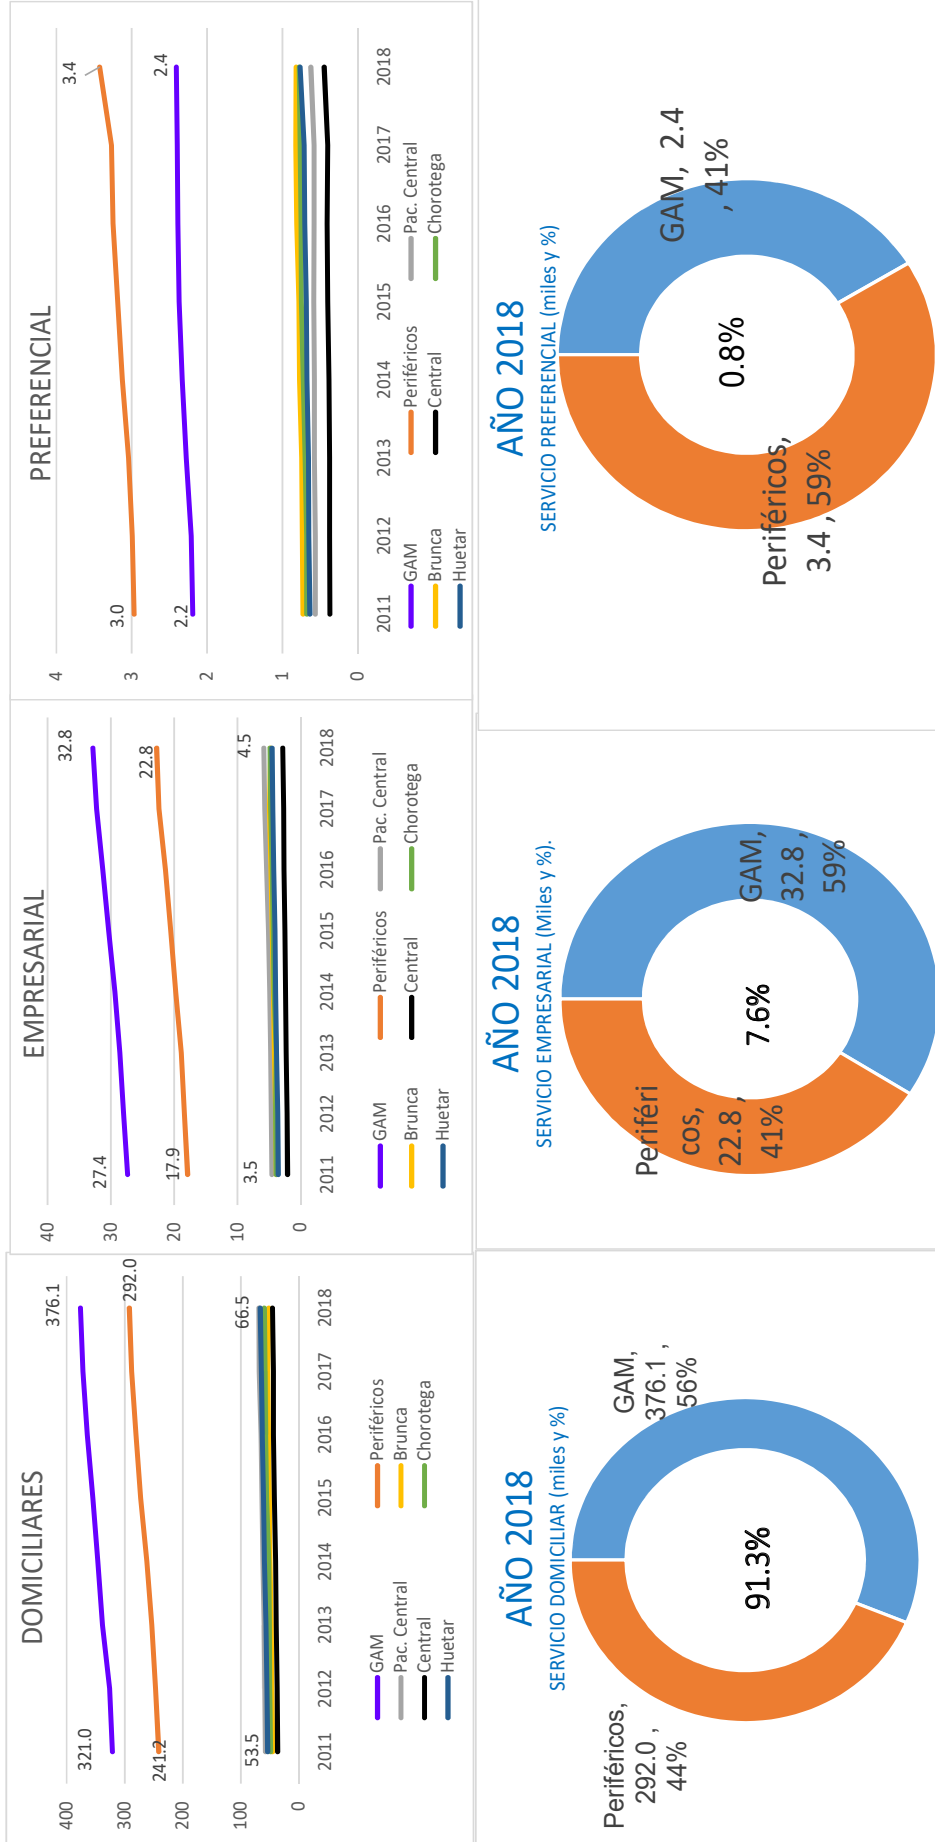 DOMICILIARES
400
300
200
100
0
321.0
376.1
241.2
292.0
53.5
66.5
2011 2012 2013 2014 2015 2016 2017 2018
GAM Periféricos
Pac. Central Brunca
Central Chorotega
Huetar
EMPRESARIAL
40
30
20
10
0
27.4
32.8
17.9
22.8
3.5
4.5
2011 2012 2013 2014 2015 2016 2017 2018
GAM Periféricos Pac. Central
Brunca Central Chorotega
Huetar
PREFERENCIAL
4
3
2
1
0
3.0
3.4
2.2
2.4
2011 2012 2013 2014 2015 2016 2017 2018
GAM Periféricos Pac. Central
Brunca Central Chorotega
Huetar
AÑO 2018
SERVICIO DOMICILIAR (miles y %)
Periféricos,
292.0 ,
44%
91.3%
GAM,
376.1 ,
56%
AÑO 2018
SERVICIO EMPRESARIAL (Miles y %).
Periféri
cos,
22.8 ,
41%
7.6%
GAM,
32.8 ,
59%
AÑO 2018
SERVICIO PREFERENCIAL (miles y %)
Periféricos,
3.4 , 59%
0.8%
GAM, 2.4
, 41%